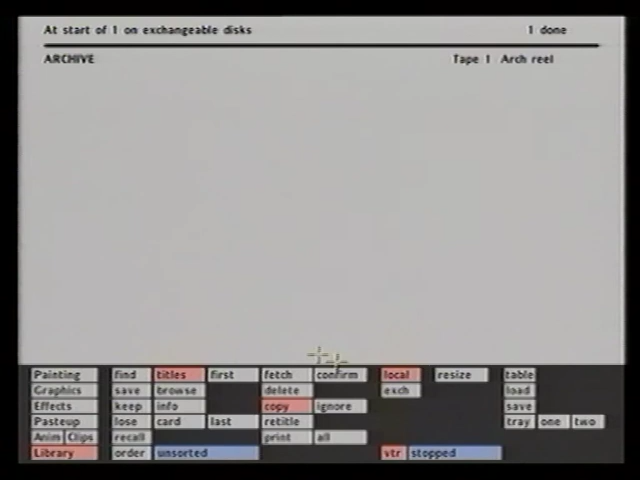 At start of 1 on exchangeable disks 1 done
ARCHIVE Tape 1 Arch reel
Painting find titles first fetch confirm local resize table
Graphics save browse delete exch load
Effects keep info copy ignore save
Pasteup lose card last retitle tray one two
Anim Clips recall print all
Library order unsorted vtr stopped